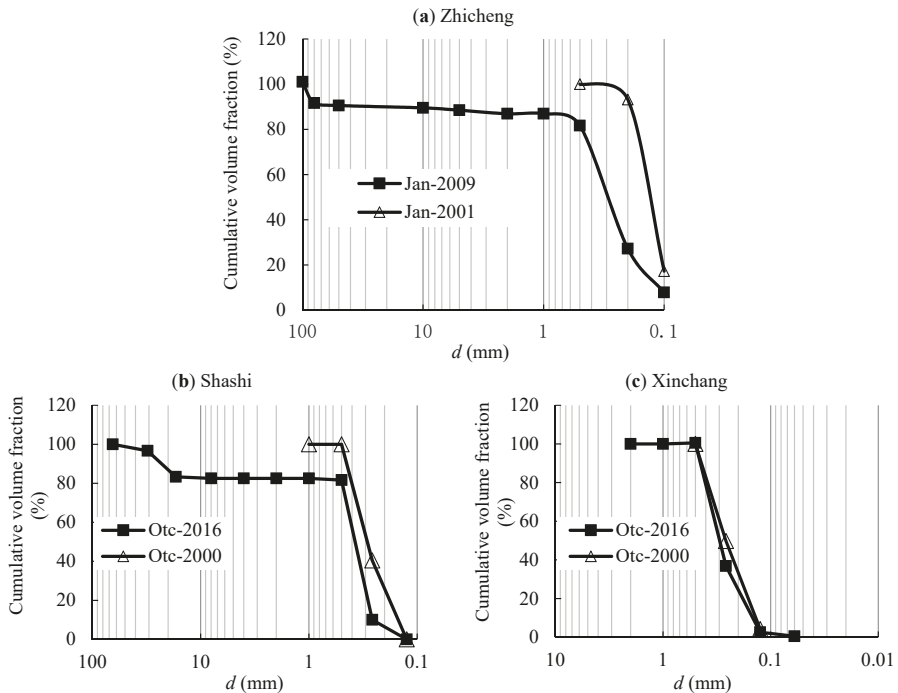 (a) Zhicheng
Cumulative volume fraction (%)
120
100
80
60
40
20
0
Jan-2009
Jan-2001
100
10
1
0.1
d (mm)
(b) Shashi
Cumulative volume fraction
(%)
120
100
80
60
40
20
0
Otc-2016
Otc-2000
100
10
1
0.1
d (mm)
(c) Xinchang
Cumulative volume fraction
(%)
120
100
80
60
40
20
0
Otc-2016
Otc-2000
10
1
0.1
0.01
d (mm)